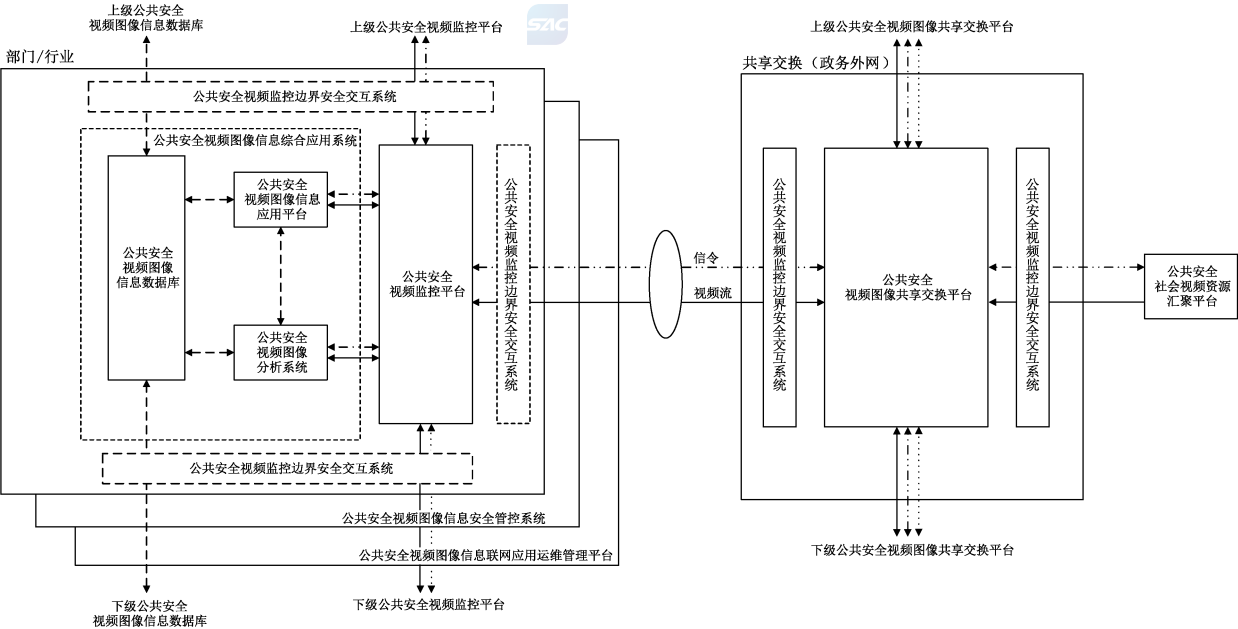 上级公共安全
视频图像信息数据库
上级公共安全视频监控平台
SAC
上级公共安全视频图像共享交换平台
部门/行业
共享交换（政务外网）
公共安全视频监控边界安全交互系统
公共安全视频图像信息综合应用系统
公共安全
视频图像
信息数据库
公共安全
视频图像信息
应用平台
公共安全
视频图像
分析系统
公共安全
视频监控平台
公共安全视频监控边界安全交互系统
信令
视频流
公共安全视频监控边界安全交互系统
公共安全
视频图像共享交换平台
公共安全视频监控边界安全交互系统
公共安全
社会视频资源
汇聚平台
公共安全视频监控边界安全交互系统
公共安全视频图像信息安全管控系统
公共安全视频图像信息联网应用运维管理平台
下级公共安全视频图像共享交换平台
下级公共安全
视频图像信息数据库
下级公共安全视频监控平台